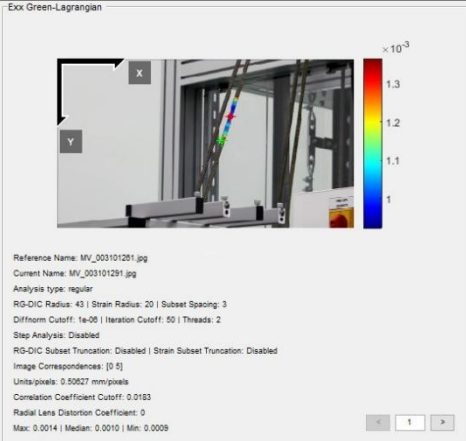 Exx Green-Lagrangian
×10⁻³
X
Y
1.3
1.2
1.1
1
Reference Name: MV_003101261.jpg
Current Name: MV_003101291.jpg
Analysis type: regular
RG-DIC Radius: 43 | Strain Radius: 20 | Subset Spacing: 3
Diffnorm Cutoff: 1e-06 | Iteration Cutoff: 50 | Threads: 2
Step Analysis: Disabled
RG-DIC Subset Truncation: Disabled | Strain Subset Truncation: Disabled
Image Correspondences: [0 5]
Units/pixels: 0.50627 mm/pixels
Correlation Coefficient Cutoff: 0.0183
Radial Lens Distortion Coefficient: 0
Max: 0.0014 | Median: 0.0010 | Min: 0.0009
< 1 >